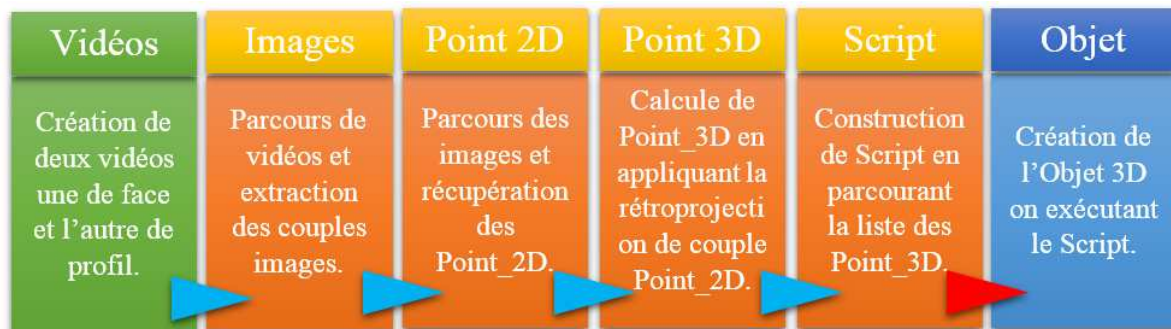 Vidéos
Création de
deux vidéos
une de face
et l'autre de
profil.
Images
Parcours de
vidéos et
extraction
des couples
images.
Point 2D
Parcours des
images et
récupération
des
Point_2D.
Point 3D
Calcule de
Point_3D en
appliquant la
rétroprojecti
on de couple
Point_2D.
Script
Construction
de Script en
parcourant
la liste des
Point_3D.
Objet
Création de
l'Objet 3D
on exécutant
le Script.